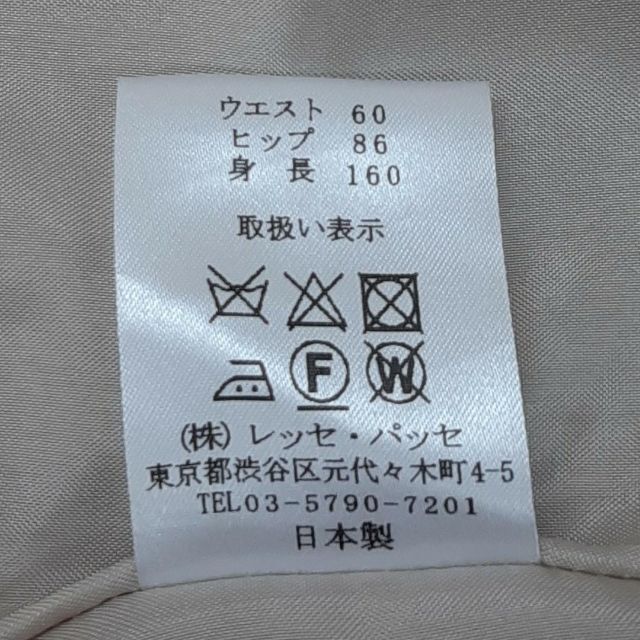 ウエスト 60
ヒップ 86
身長 160
取扱い表示
F W
(株)レッセ・パッセ
東京都渋谷区元代々木町4-5
TEL03-5790-7201
日本製